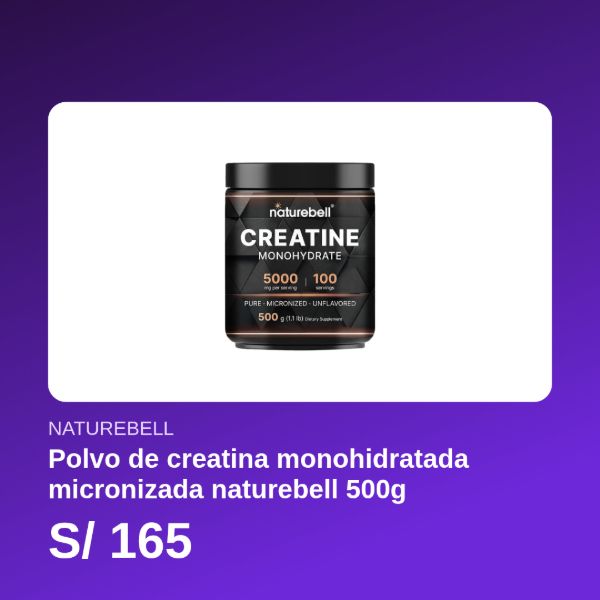 naturebell®
CREATINE
MONOHYDRATE
5000 | 100
mg per serving servings
PURE - MICRONIZED - UNFLAVORED
500 g (1.1 lb) Dietary Supplement
NATUREBELL
Polvo de creatina monohidratada
micronizada naturebell 500g
S/ 165